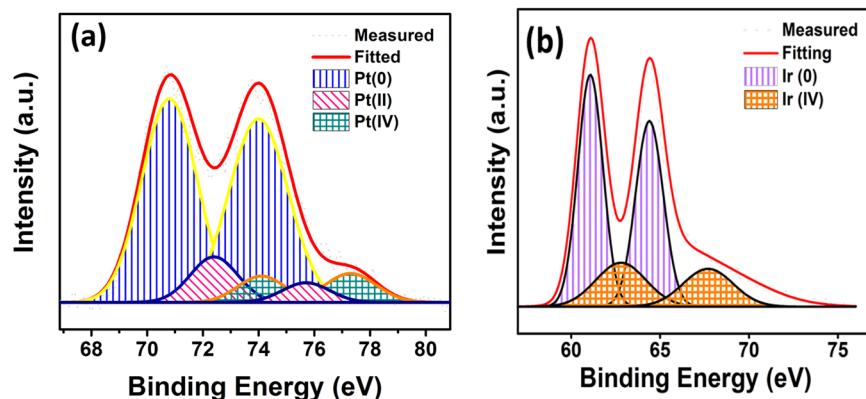 (a)
Measured
Fitted
Pt(0)
Pt(II)
Pt(IV)
Intensity (a.u.)
68 70 72 74 76 78 80
Binding Energy (eV)
(b)
Measured
Fitting
Ir (0)
Ir (IV)
Intensity (a.u.)
60 65 70 75
Binding Energy (eV)